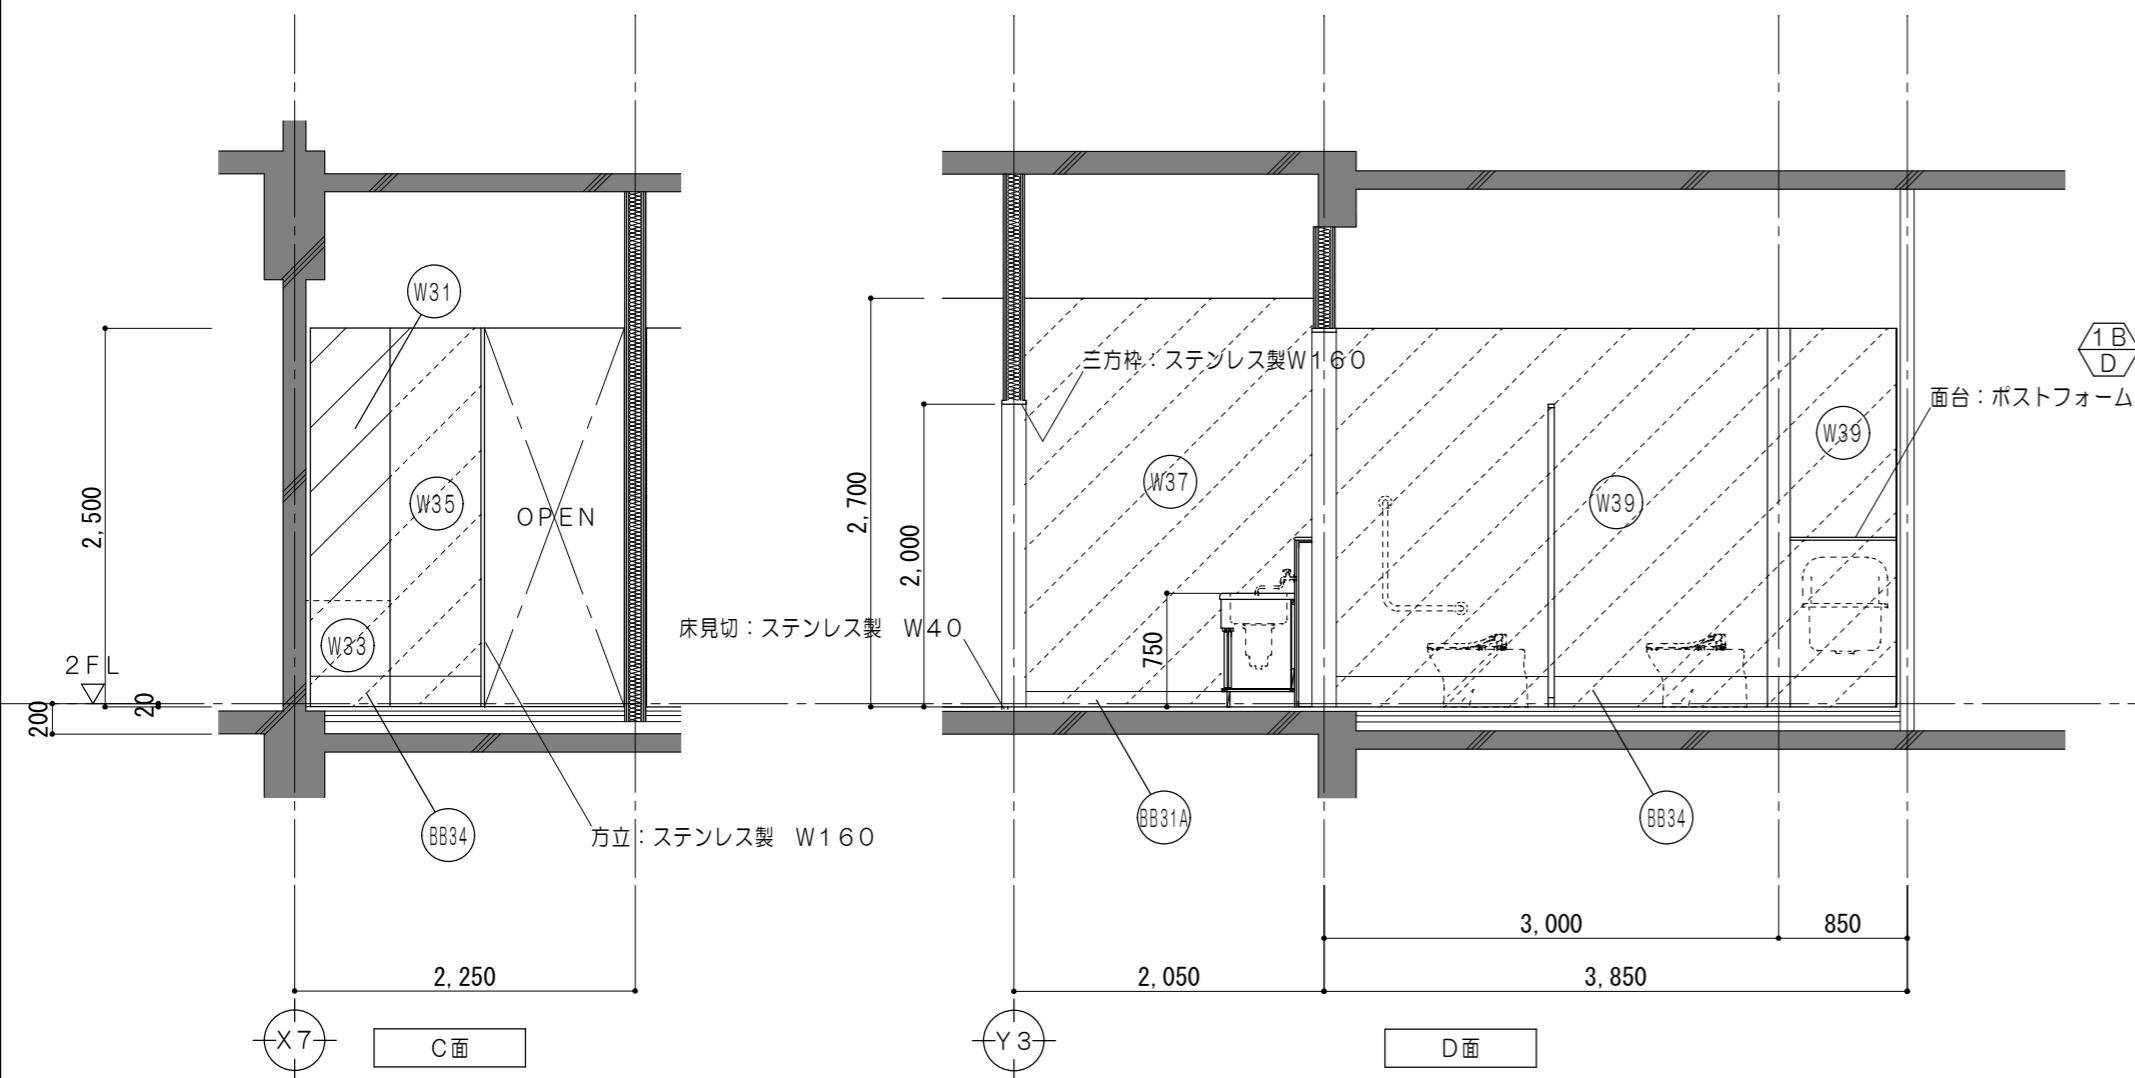 W31
三方枠：ステンレス製W160
1B
D
面台：ポストフォーム
W39
W37
W35
OPEN
W39
2,500
2,700
2,000
床見切：ステンレス製　W40
W33
750
2FL
200
20
BB34
方立：ステンレス製　W160
BB31A
BB34
3,000
850
2,250
2,050
3,850
X7
C面
Y3
D面